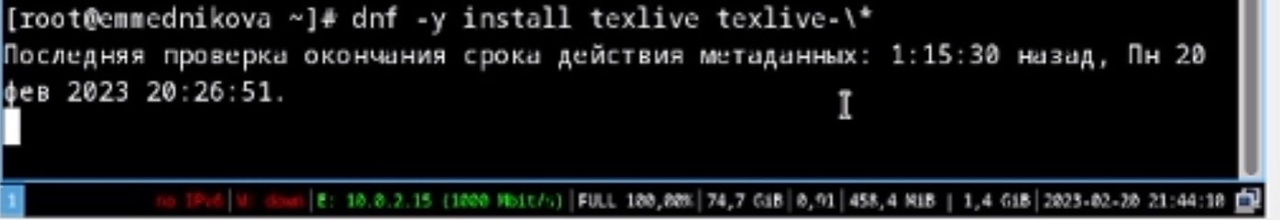 [root@emmednikova ~]# dnf -y install texlive texlive-\*
Последняя проверка окончания срока действия метаданных: 1:15:30 назад, Пн 20
фев 2023 20:26:51.
1 no IPv6 | W: down | E: 10.0.2.15 (1000 Mbit/s) | FULL 100,00% | 74,7 GiB | 0,91 | 458,4 MiB | 1,4 GiB | 2023-02-20 21:44:10